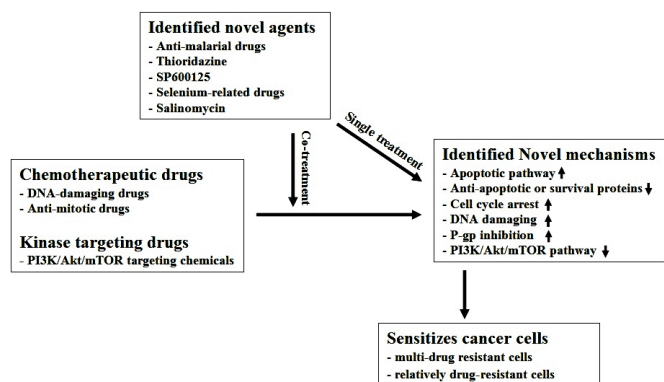 Identified novel agents
- Anti-malarial drugs
- Thioridazine
- SP600125
- Selenium-related drugs
- Salinomycin
Single treatment
Co-treatment
Chemotherapeutic drugs
- DNA-damaging drugs
- Anti-mitotic drugs
Kinase targeting drugs
- PI3K/Akt/mTOR targeting chemicals
Identified Novel mechanisms
- Apoptotic pathway ↑
- Anti-apoptotic or survival proteins ↓
- Cell cycle arrest ↑
- DNA damaging ↑
- P-gp inhibition ↑
- PI3K/Akt/mTOR pathway ↓
Sensitizes cancer cells
- multi-drug resistant cells
- relatively drug-resistant cells